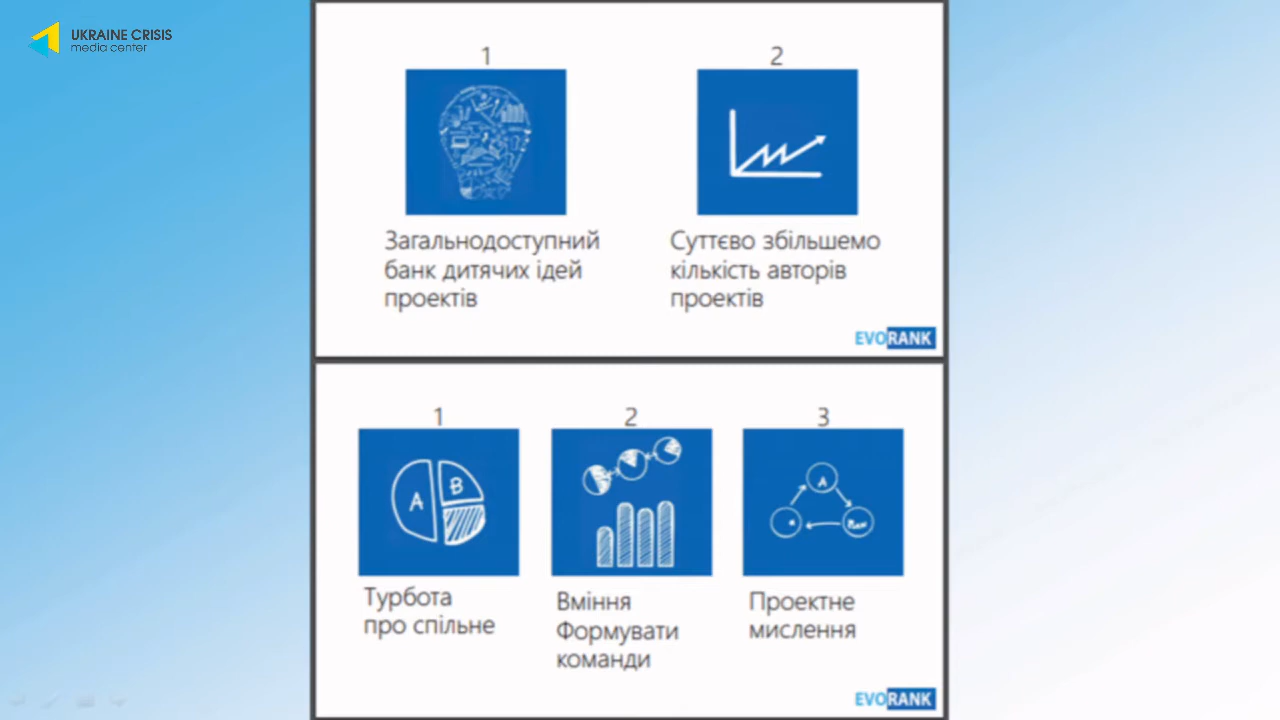 UKRAINE CRISIS
media center
1
2
Загальнодоступний
банк дитячих ідей
проектів
Суттєво збільшемо
кількість авторів
проектів
EVORANK
1
2
3
A
B
A
Турбота
про спільне
Вміння
Формувати
команди
Проектне
мислення
EVORANK